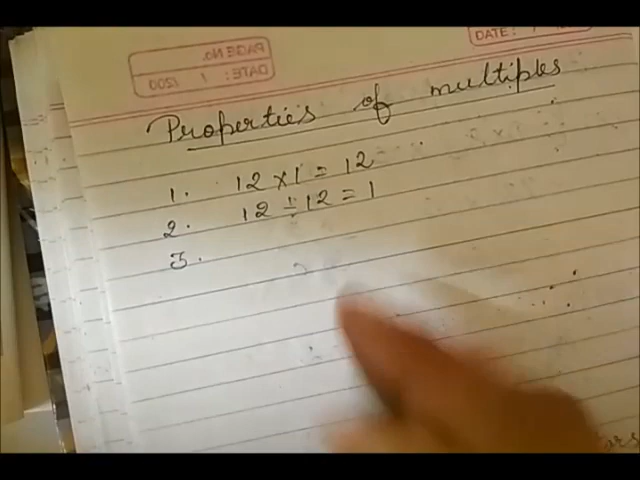 DATE:
PAGE NO.
DATE: / /200
Properties of multiples
1. 12 × 1 = 12
2. 12 ÷ 12 = 1
3.